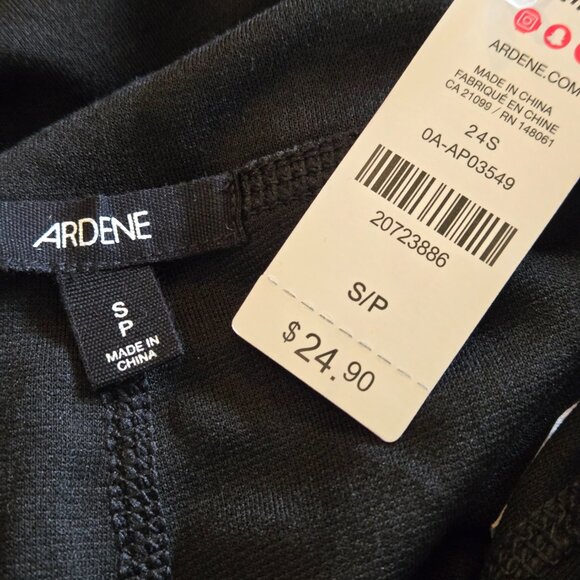 ARDENE.COM
MADE IN CHINA
FABRIQUÉ EN CHINE
CA 21099 / RN 148061
24S
0A-AP03549
20723886
S/P
$24.90
ARDENE
S
P
MADE IN
CHINA